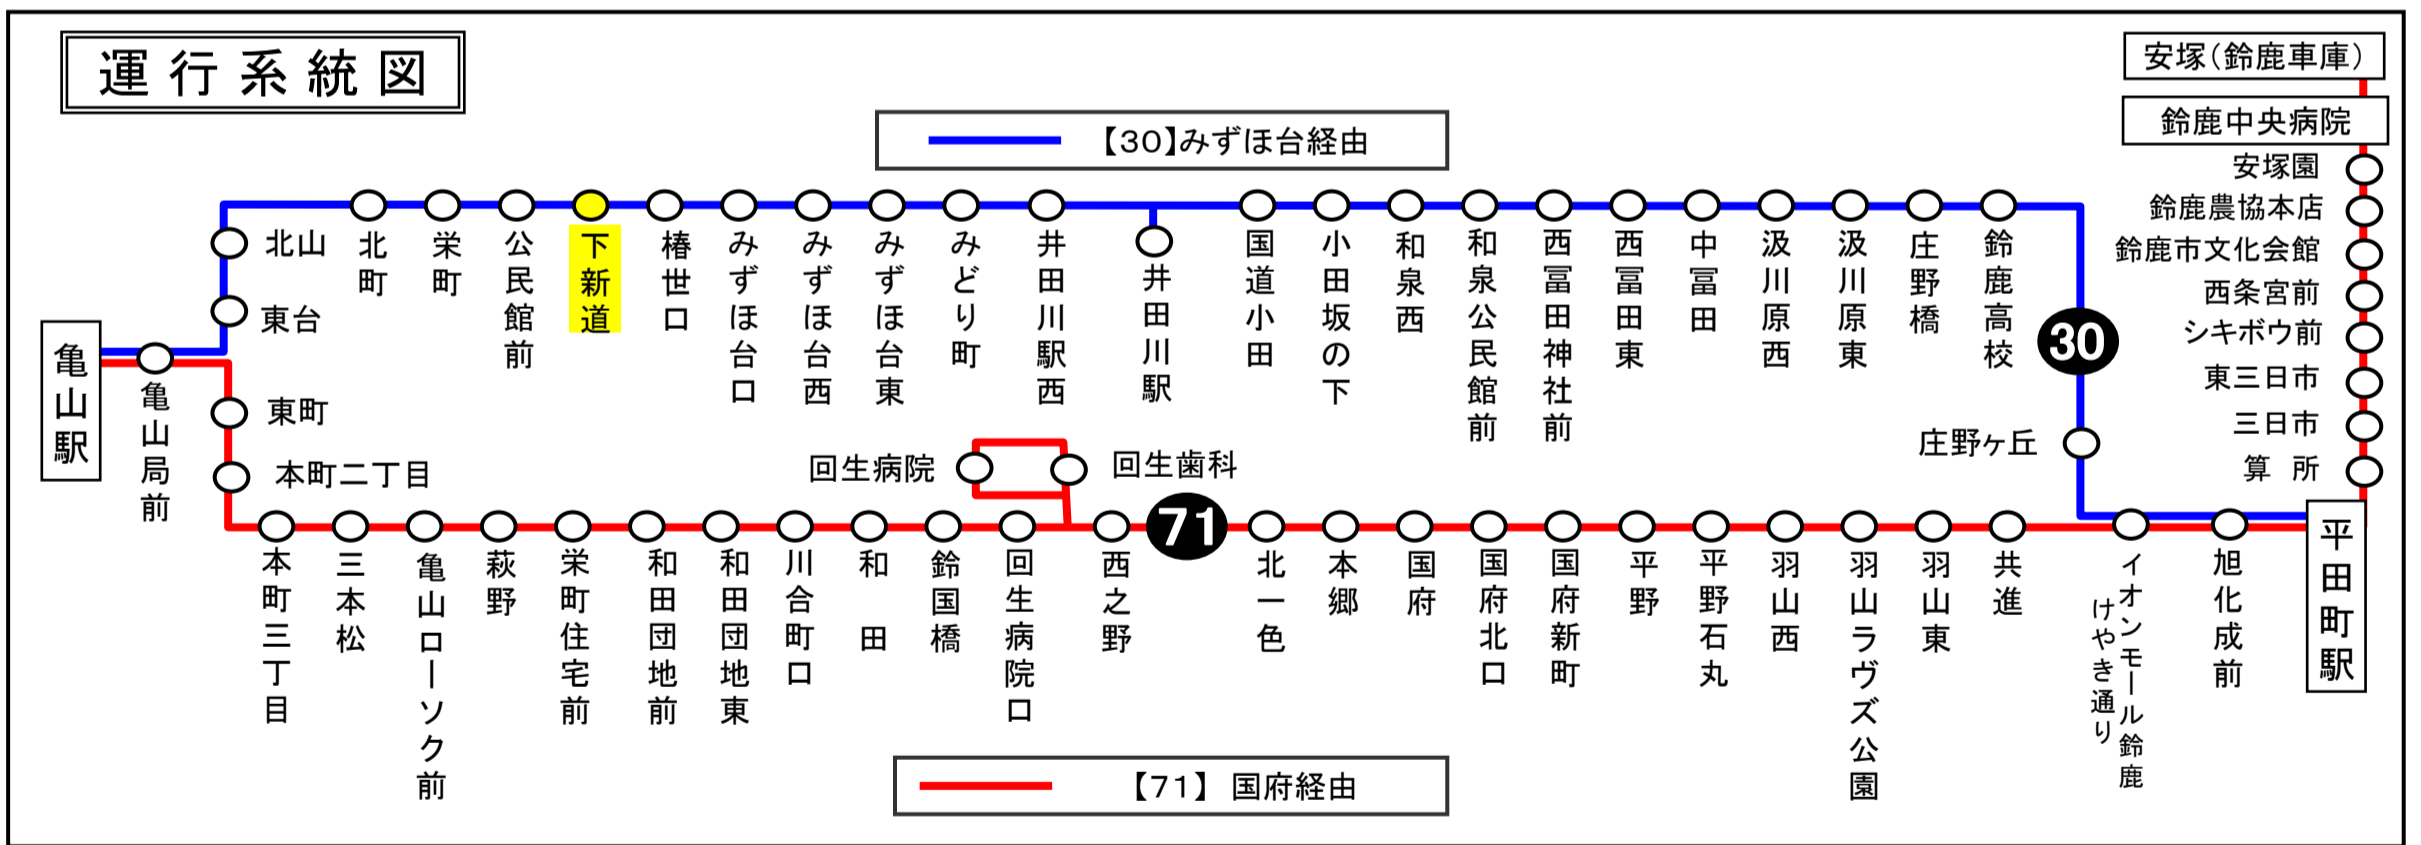 運行系統図
【30】みずほ台経由
安塚（鈴鹿車庫）
鈴鹿中央病院
安塚園
鈴鹿農協本店
鈴鹿市文化会館
西条宮前
シキボウ前
東三日市
三日市
算所
平田町駅
亀山駅
亀山局前
東台
北山
北町
栄町
公民館前
下新道
椿世口
みずほ台口
みずほ台西
みずほ台東
みどり町
井田川駅西
井田川駅
国道小田
小田坂の下
和泉西
和泉公民館前
西冨田神社前
西冨田東
中冨田
汲川原西
汲川原東
庄野橋
鈴鹿高校
30
庄野ヶ丘
東町
本町二丁目
本町三丁目
三本松
亀山ローソク前
萩野
栄町住宅前
和田団地前
和田団地東
川合町口
和田
鈴国橋
回生病院口
回生病院
回生歯科
西之野
71
北一色
本郷
国府
国府北口
国府新町
平野
平野石丸
羽山西
羽山ラヴズ公園
羽山東
共進
イオンモール鈴鹿
けやき通り
旭化成前
【71】 国府経由